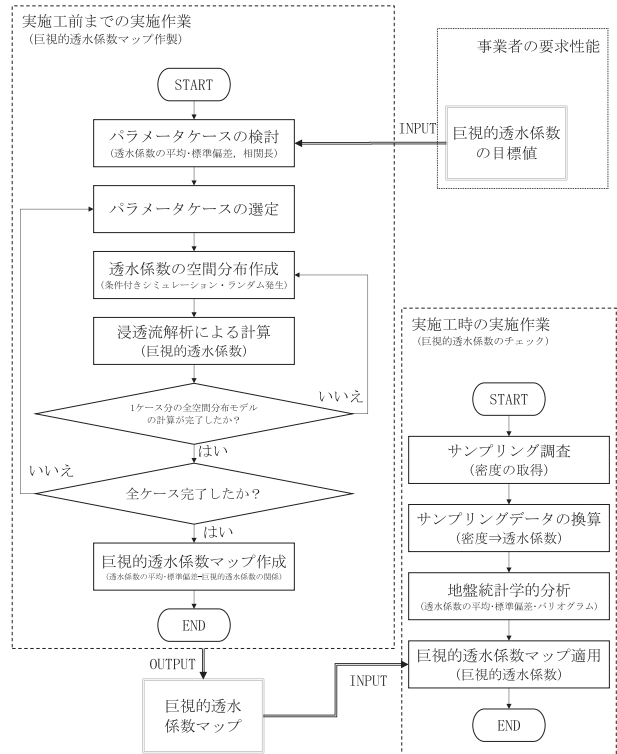 実施工前までの実施作業
(巨視的透水係数マップ作製)
START
パラメータケースの検討
(透水係数の平均・標準偏差, 相関長)
パラメータケースの選定
透水係数の空間分布作成
(条件付きシミュレーション・ランダム発生)
浸透流解析による計算
(巨視的透水係数)
いいえ
1ケース分の全空間分布モデル
の計算が完了したか？
はい
いいえ
全ケース完了したか？
はい
巨視的透水係数マップ作成
(透水係数の平均・標準偏差-巨視的透水係数の関係)
END
OUTPUT
巨視的透水
係数マップ
INPUT
事業者の要求性能
INPUT
巨視的透水係数
の目標値
実施工時の実施作業
(巨視的透水係数のチェック)
START
サンプリング調査
(密度の取得)
サンプリングデータの換算
(密度⇒透水係数)
地盤統計学的分析
(透水係数の平均・標準偏差・バリオグラム)
巨視的透水係数マップ適用
(巨視的透水係数)
END